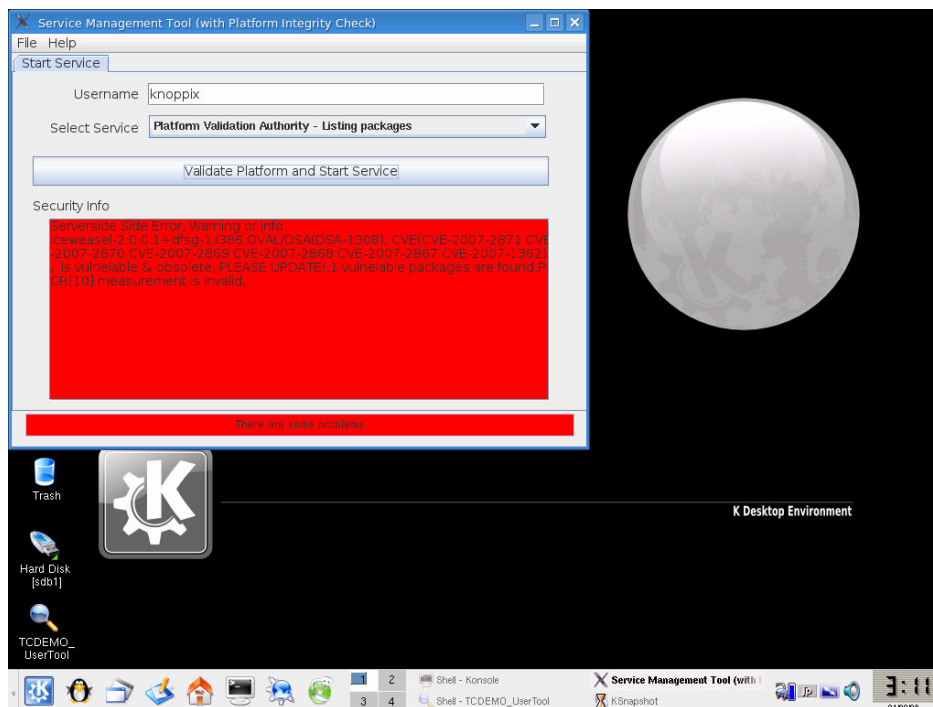 Service Management Tool (with Platform Integrity Check)
File Help
Start Service
Username knoppix
Select Service Platform Validation Authority - Listing packages
Validate Platform and Start Service
Security Info
Serverside Side Error, Warning or Info
iceweasel-2.0.0.1+dfsg-1.i386,OVAL/DSA(DSA-1308), CVE(CVE-2007-2871 CVE
-2007-2870 CVE-2007-2869 CVE-2007-2868 CVE-2007-2867 CVE-2007-1362)
, is vulnelable & obsolete, PLEASE UPDATE!.1 vulnelable packages are found.P
CR[10] measurement is invalid.
There are some problems
Trash
K Desktop Environment
Hard Disk
[sdb1]
TCDEMO_
UserTool
1 2
3 4
Shell - Konsole
Shell - TCDEMO_UserTool
Service Management Tool (with
KSnapshot
3:11